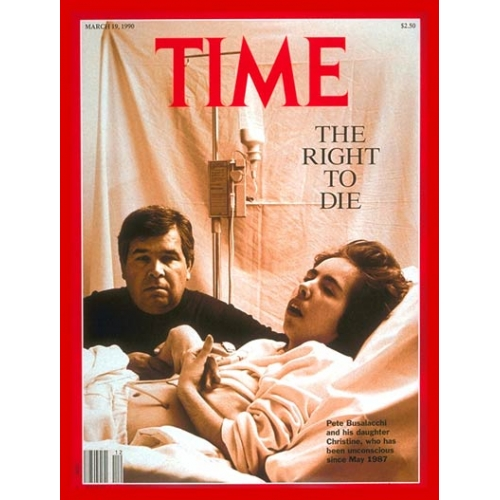 MARCH 19, 1990
$2.50
TIME
THE
RIGHT
TO
DIE
Pete Busalacchi
and his daughter
Christine, who has
been unconscious
since May 1987
12